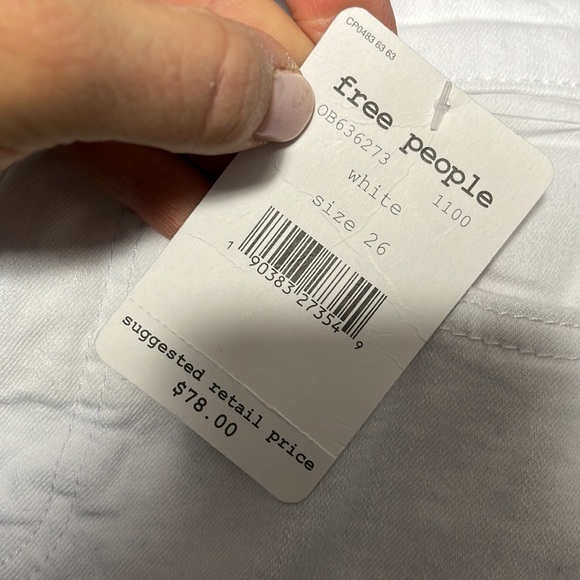 CP0483 63 63
free people
OB636273 1100
white
size 26
1 90383 27354 9
suggested retail price
$78.00